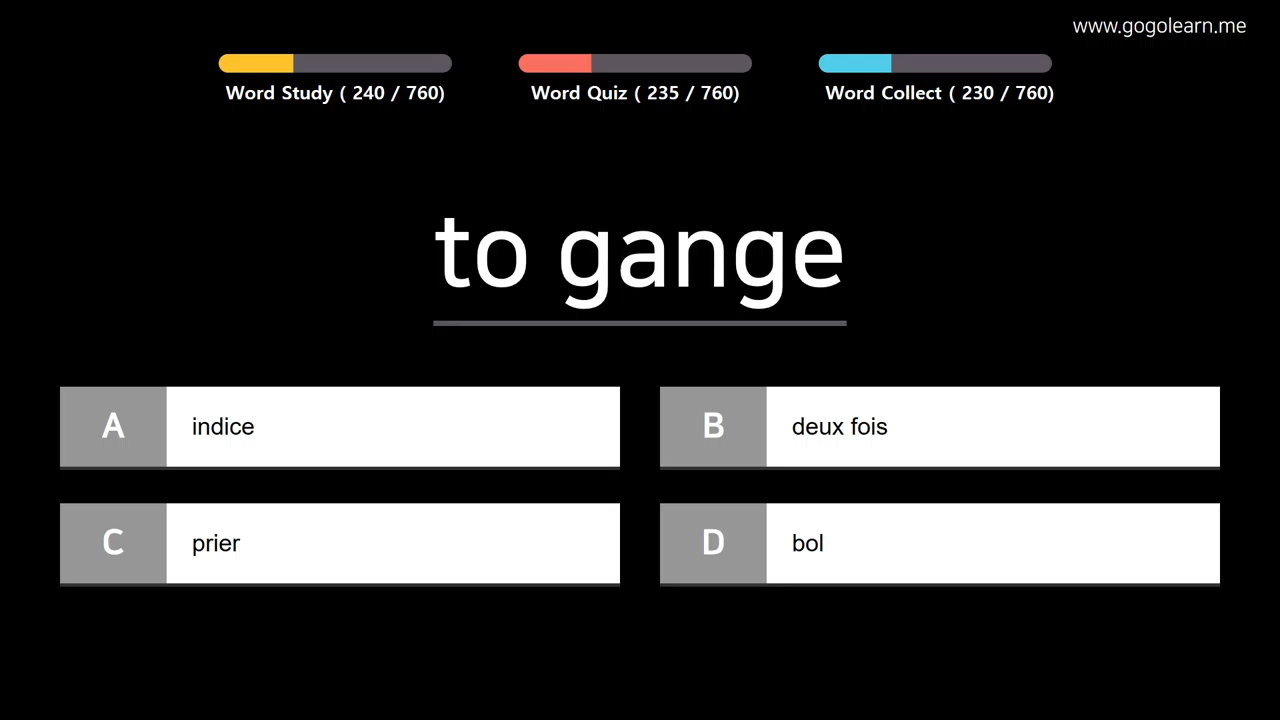 www.gogolearn.me
Word Study ( 240 / 760)
Word Quiz ( 235 / 760)
Word Collect ( 230 / 760)
to gange
A indice
B deux fois
C prier
D bol